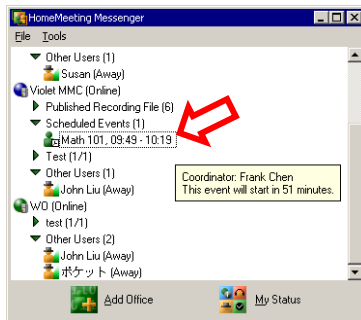 HomeMeeting Messenger
File Tools
Other Users (1)
Susan (Away)
Violet MMC (Online)
Published Recording File (6)
Scheduled Events (1)
Math 101, 09:49 - 10:19
Test (1/1)
Other Users (1)
John Liu (Away)
Coordinator: Frank Chen
This event will start in 51 minutes.
WO (Online)
test (1/1)
Other Users (2)
John Liu (Away)
ポケット (Away)
Add Office
My Status